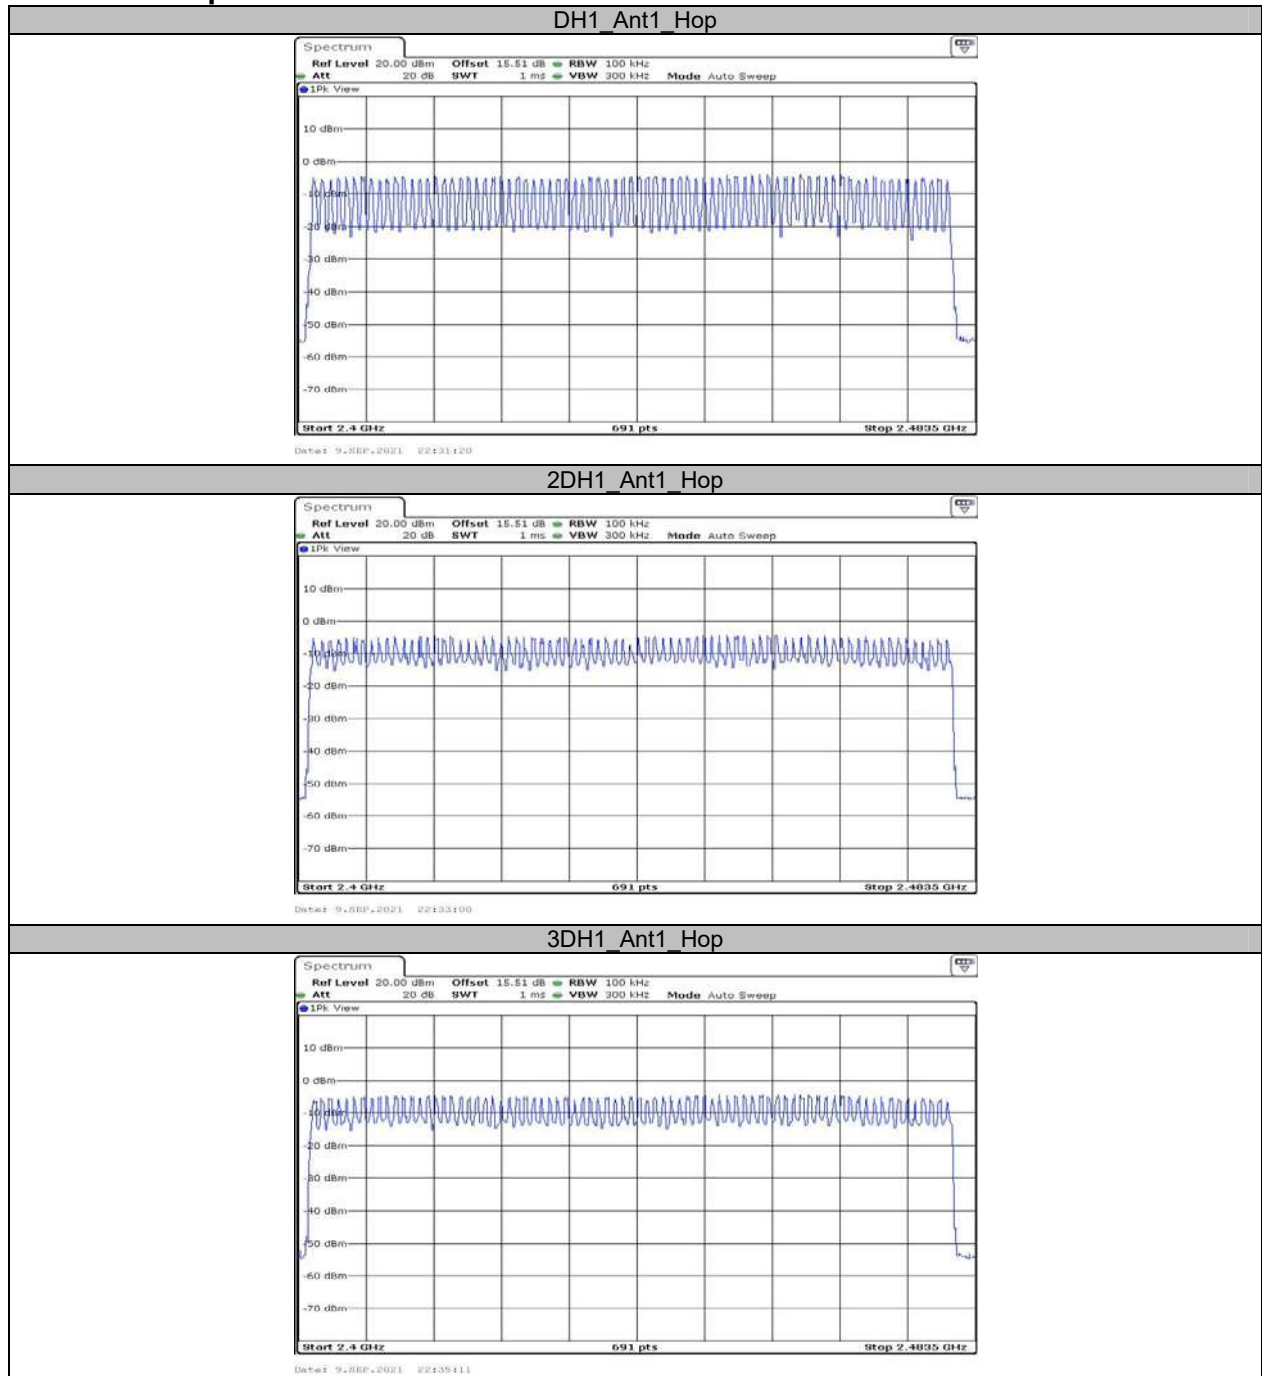 DH1_Ant1_Hop
Spectrum
Ref Level 20.00 dBm Offset 15.51 dB RBW 100 kHz
Att 20 dB SWT 1 ms VBW 300 kHz Mode Auto Sweep
1Pk View
10 dBm
0 dBm
-10 dBm
-20 dBm
-30 dBm
-40 dBm
-50 dBm
-60 dBm
-70 dBm
Start 2.4 GHz 691 pts Stop 2.4835 GHz
Date: 9.SEP.2021 22:31:20
2DH1_Ant1_Hop
Spectrum
Ref Level 20.00 dBm Offset 15.51 dB RBW 100 kHz
Att 20 dB SWT 1 ms VBW 300 kHz Mode Auto Sweep
1Pk View
10 dBm
0 dBm
-10 dBm
-20 dBm
-30 dBm
-40 dBm
-50 dBm
-60 dBm
-70 dBm
Start 2.4 GHz 691 pts Stop 2.4835 GHz
Date: 9.SEP.2021 22:33:00
3DH1_Ant1_Hop
Spectrum
Ref Level 20.00 dBm Offset 15.51 dB RBW 100 kHz
Att 20 dB SWT 1 ms VBW 300 kHz Mode Auto Sweep
1Pk View
10 dBm
0 dBm
-10 dBm
-20 dBm
-30 dBm
-40 dBm
-50 dBm
-60 dBm
-70 dBm
Start 2.4 GHz 691 pts Stop 2.4835 GHz
Date: 9.SEP.2021 22:35:11